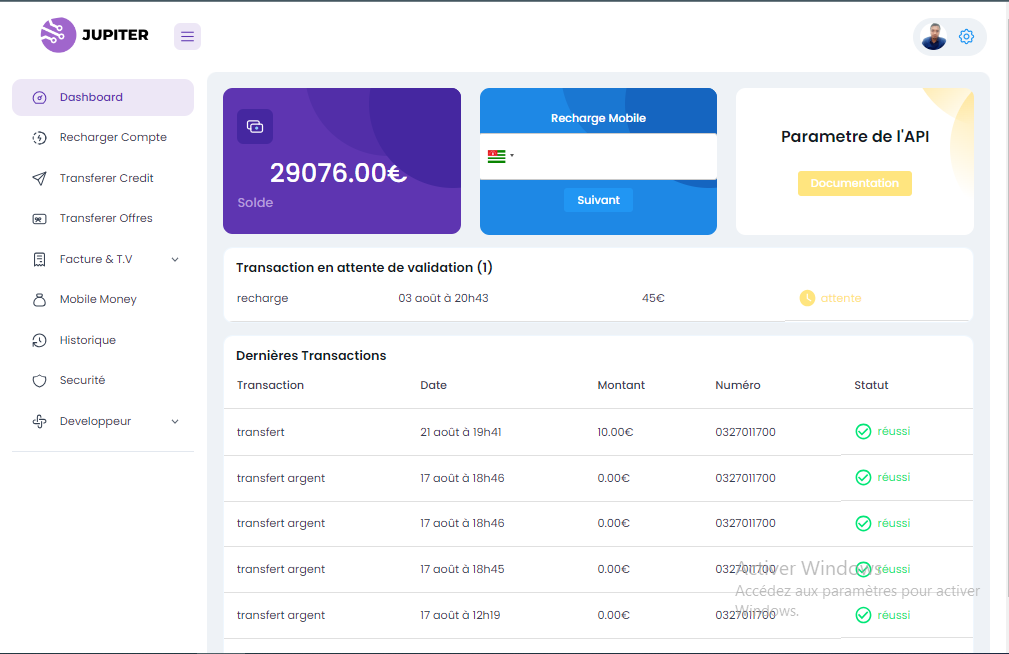 JUPITER
Dashboard
Recharger Compte
Transferer Credit
Transferer Offres
Facture & T.V
Mobile Money
Historique
Securité
Developpeur
29076.00€
Solde
Recharge Mobile
Suivant
Parametre de l'API
Documentation
Transaction en attente de validation (1)
recharge 03 août à 20h43 45€ attente
Dernières Transactions
Transaction Date Montant Numéro Statut
transfert 21 août à 19h41 10.00€ 0327011700 réussi
transfert argent 17 août à 18h46 0.00€ 0327011700 réussi
transfert argent 17 août à 18h46 0.00€ 0327011700 réussi
transfert argent 17 août à 18h45 0.00€ 0327011700 réussi
transfert argent 17 août à 12h19 0.00€ 0327011700 réussi
Activer Windows
Accédez aux paramètres pour activer
Windows.